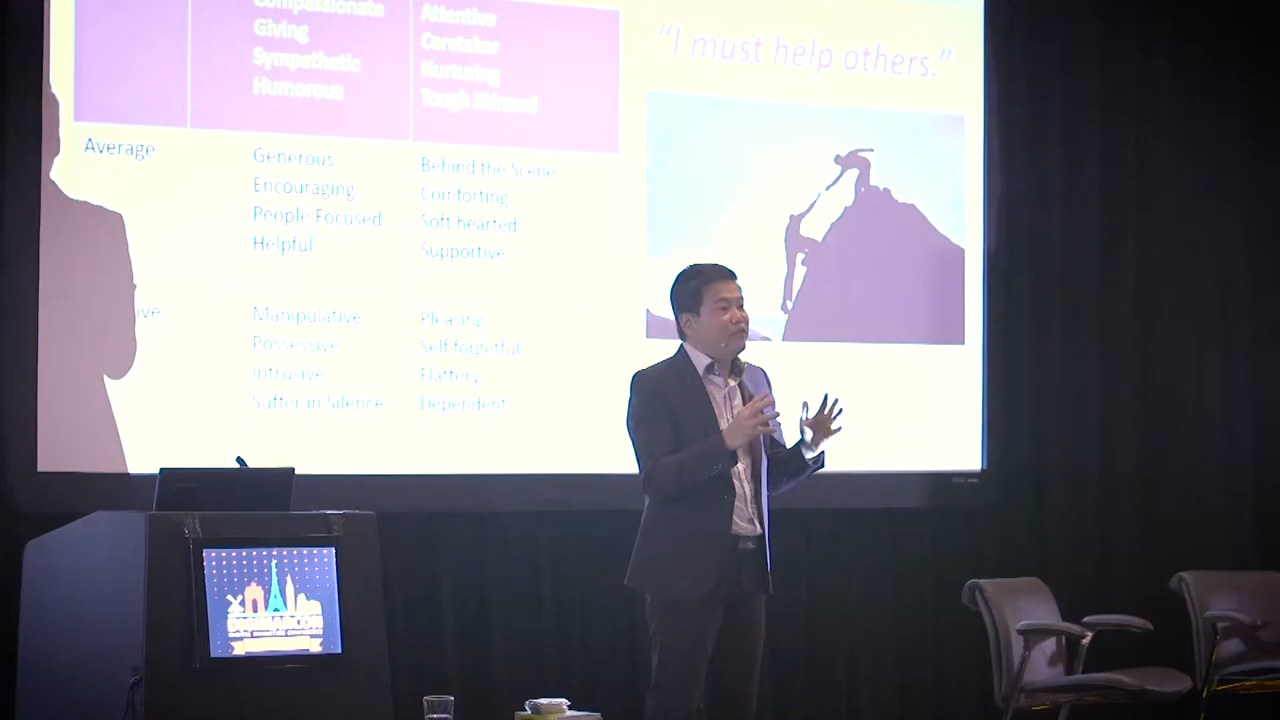 Compassionate Attentive
Giving Caretaker
Sympathetic Nurturing
Humorous Tough Skinned
"I must help others."
Average Generous Behind the Scene
Encouraging Comforting
People Focused Soft hearted
Helpful Supportive
Manipulative Pleasing
Possessive Self forgetful
Intrusive Flattery
Suffer in Silence Dependent